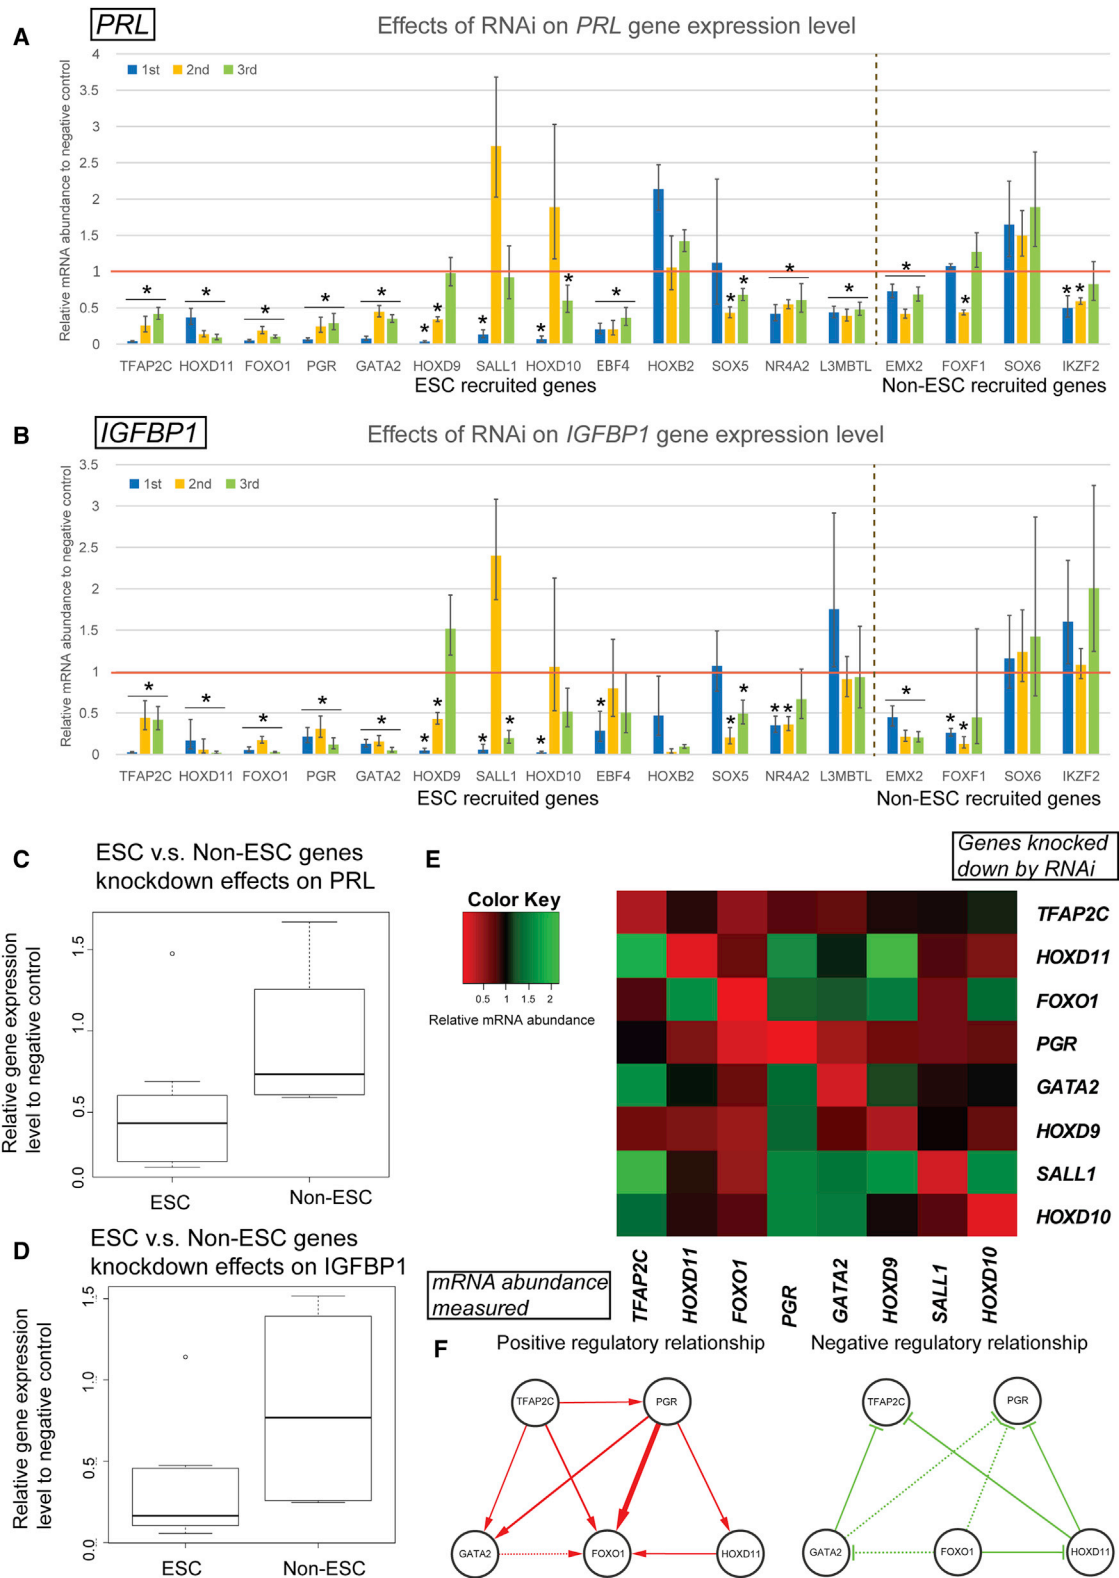 A
PRL
Effects of RNAi on PRL gene expression level
Relative mRNA abundance to negative control
4
3.5
3
2.5
2
1.5
1
0.5
0
1st 2nd 3rd
* * * * * * * * * * * * * * * * * * *
TFAP2C HOXD11 FOXO1 PGR GATA2 HOXD9 SALL1 HOXD10 EBF4 HOXB2 SOX5 NR4A2 L3MBTL EMX2 FOXF1 SOX6 IKZF2
ESC recruited genes Non-ESC recruited genes
B
IGFBP1
Effects of RNAi on IGFBP1 gene expression level
Relative mRNA abundance to negative control
3.5
3
2.5
2
1.5
1
0.5
0
1st 2nd 3rd
* * * * * * * * * * * * * * * * * *
TFAP2C HOXD11 FOXO1 PGR GATA2 HOXD9 SALL1 HOXD10 EBF4 HOXB2 SOX5 NR4A2 L3MBTL EMX2 FOXF1 SOX6 IKZF2
ESC recruited genes Non-ESC recruited genes
C
ESC v.s. Non-ESC genes
knockdown effects on PRL
Relative gene expression
level to negative control
1.5
1.0
0.5
0.0
ESC Non-ESC
D
ESC v.s. Non-ESC genes
knockdown effects on IGFBP1
Relative gene expression
level to negative control
1.5
1.0
0.5
0.0
ESC Non-ESC
E
Genes knocked
down by RNAi
Color Key
0.5 1 1.5 2
Relative mRNA abundance
TFAP2C
HOXD11
FOXO1
PGR
GATA2
HOXD9
SALL1
HOXD10
mRNA abundance
measured
TFAP2C HOXD11 FOXO1 PGR GATA2 HOXD9 SALL1 HOXD10
F
Positive regulatory relationship
TFAP2C PGR
GATA2 FOXO1 HOXD11
Negative regulatory relationship
TFAP2C PGR
GATA2 FOXO1 HOXD11